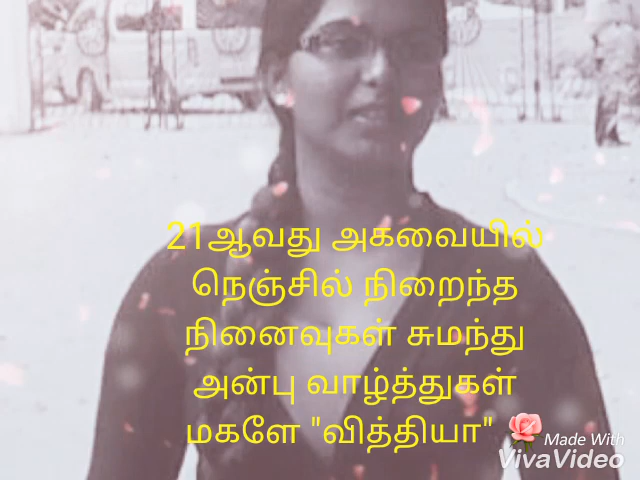 21ஆவது அகவையில்
நெஞ்சில் நிறைந்த
நினைவுகள் சுமந்து
அன்பு வாழ்த்துகள்
மகளே "வித்தியா"
Made With
VivaVideo